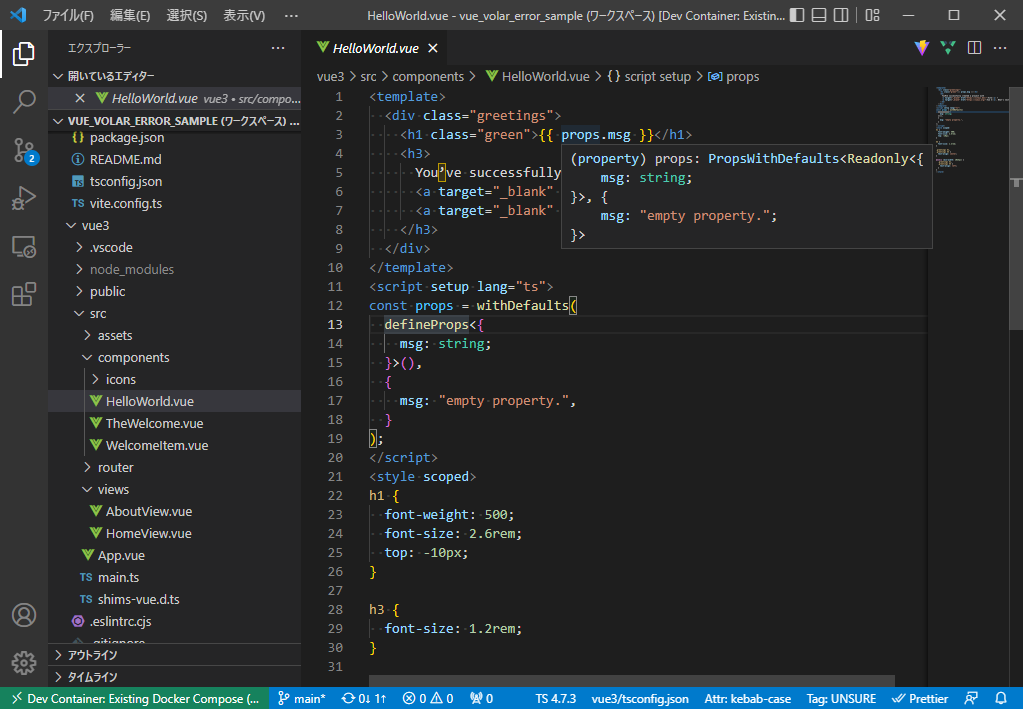 ファイル(F) 編集(E) 選択(S) 表示(V) ··· HelloWorld.vue - vue_volar_error_sample (ワークスペース) [Dev Container: Existin...
エクスプローラー ···
開いているエディター
HelloWorld.vue vue3 • src/compo...
VUE_VOLAR_ERROR_SAMPLE (ワークスペース) ...
{} package.json
README.md
tsconfig.json
TS vite.config.ts
vue3
.vscode
node_modules
public
src
assets
components
icons
HelloWorld.vue
TheWelcome.vue
WelcomeItem.vue
router
views
AboutView.vue
HomeView.vue
App.vue
TS main.ts
TS shims-vue.d.ts
.eslintrc.cjs
.gitignore
アウトライン
タイムライン
2
HelloWorld.vue
vue3 > src > components > HelloWorld.vue > {} script setup > props
1 <template>
2 <div class="greetings">
3 <h1 class="green">{{ props.msg }}</h1>
4 <h3>
5 You’ve successfully
6 <a target="_blank"
7 <a target="_blank"
8 </h3>
9 </div>
10 </template>
11 <script setup lang="ts">
12 const props = withDefaults(
13 defineProps<{
14 msg: string;
15 }>(),
16 {
17 msg: "empty property.",
18 }
19 );
20 </script>
21 <style scoped>
22 h1 {
23 font-weight: 500;
24 font-size: 2.6rem;
25 top: -10px;
26 }
27
28 h3 {
29 font-size: 1.2rem;
30 }
31
(property) props: PropsWithDefaults<Readonly<{
msg: string;
}>, {
msg: "empty property.";
}>
Dev Container: Existing Docker Compose (... main* 0↓ 1↑ 0 0 0 TS 4.7.3 vue3/tsconfig.json Attr: kebab-case Tag: UNSURE Prettier